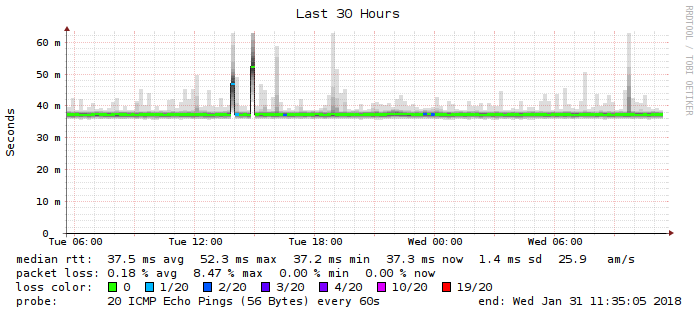 Last 30 Hours
RRDTOOL / TOBI OETIKER
Seconds
60 m
50 m
40 m
30 m
20 m
10 m
0
Tue 06:00 Tue 12:00 Tue 18:00 Wed 00:00 Wed 06:00
median rtt: 37.5 ms avg 52.3 ms max 37.2 ms min 37.3 ms now 1.4 ms sd 25.9 am/s
packet loss: 0.18 % avg 8.47 % max 0.00 % min 0.00 % now
loss color: 0 1/20 2/20 3/20 4/20 10/20 19/20
probe: 20 ICMP Echo Pings (56 Bytes) every 60s end: Wed Jan 31 11:35:05 2018